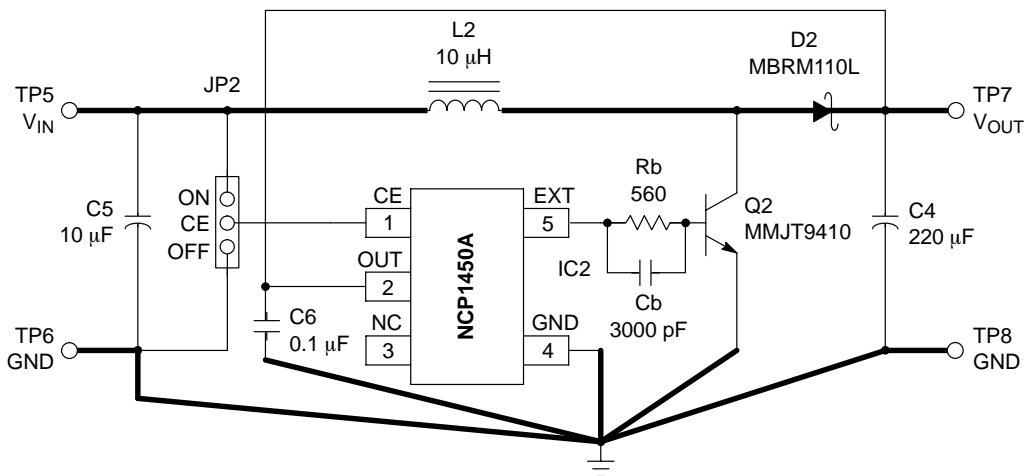 L2
10 μH
D2
MBRM110L
JP2
TP5
VIN
TP7
VOUT
ON
CE
OFF
C5
10 μF
CE
1
OUT
2
NC
3
NCP1450A
EXT
5
GND
4
Rb
560
IC2
Cb
3000 pF
Q2
MMJT9410
C4
220 μF
C6
0.1 μF
TP6
GND
TP8
GND